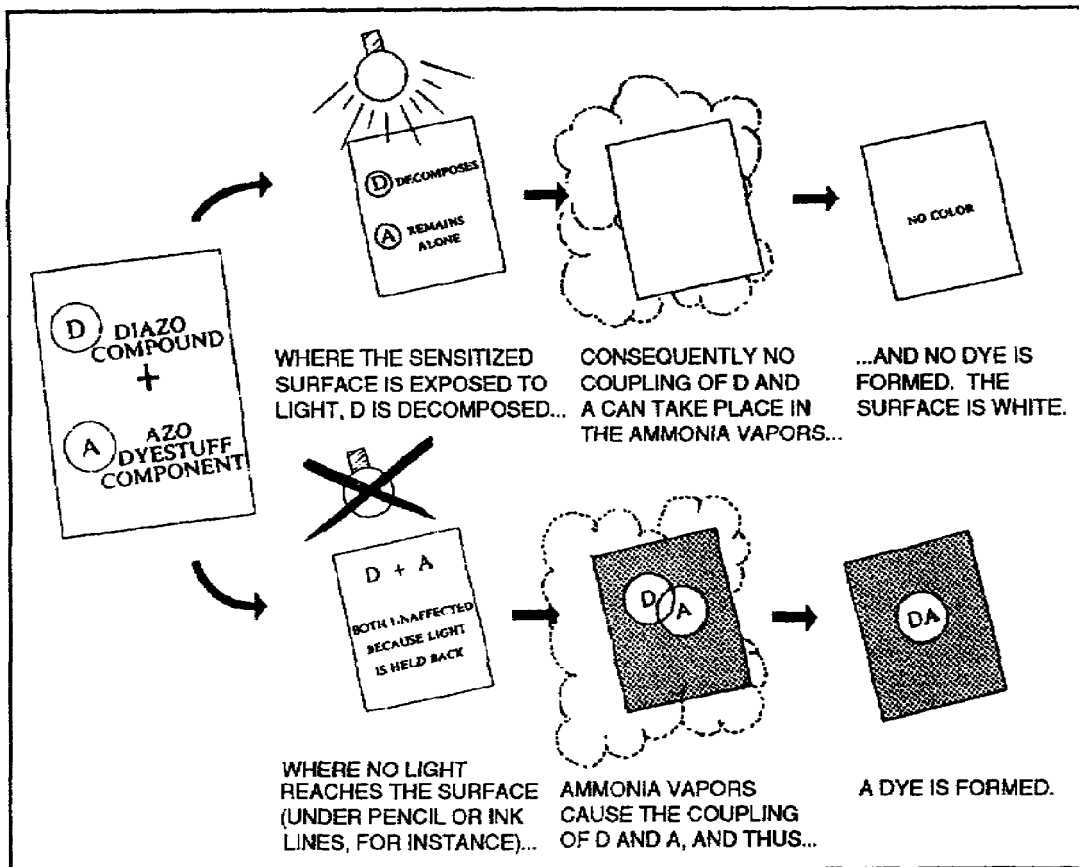 D DIAZO
COMPOUND
+
A AZO
DYESTUFF
COMPONENT
D DECOMPOSES
A REMAINS
ALONE
NO COLOR
WHERE THE SENSITIZED
SURFACE IS EXPOSED TO
LIGHT, D IS DECOMPOSED...
CONSEQUENTLY NO
COUPLING OF D AND
A CAN TAKE PLACE IN
THE AMMONIA VAPORS...
...AND NO DYE IS
FORMED. THE
SURFACE IS WHITE.
D + A
BOTH UNAFFECTED
BECAUSE LIGHT
IS HELD BACK
D A
DA
WHERE NO LIGHT
REACHES THE SURFACE
(UNDER PENCIL OR INK
LINES, FOR INSTANCE)...
AMMONIA VAPORS
CAUSE THE COUPLING
OF D AND A, AND THUS...
A DYE IS FORMED.